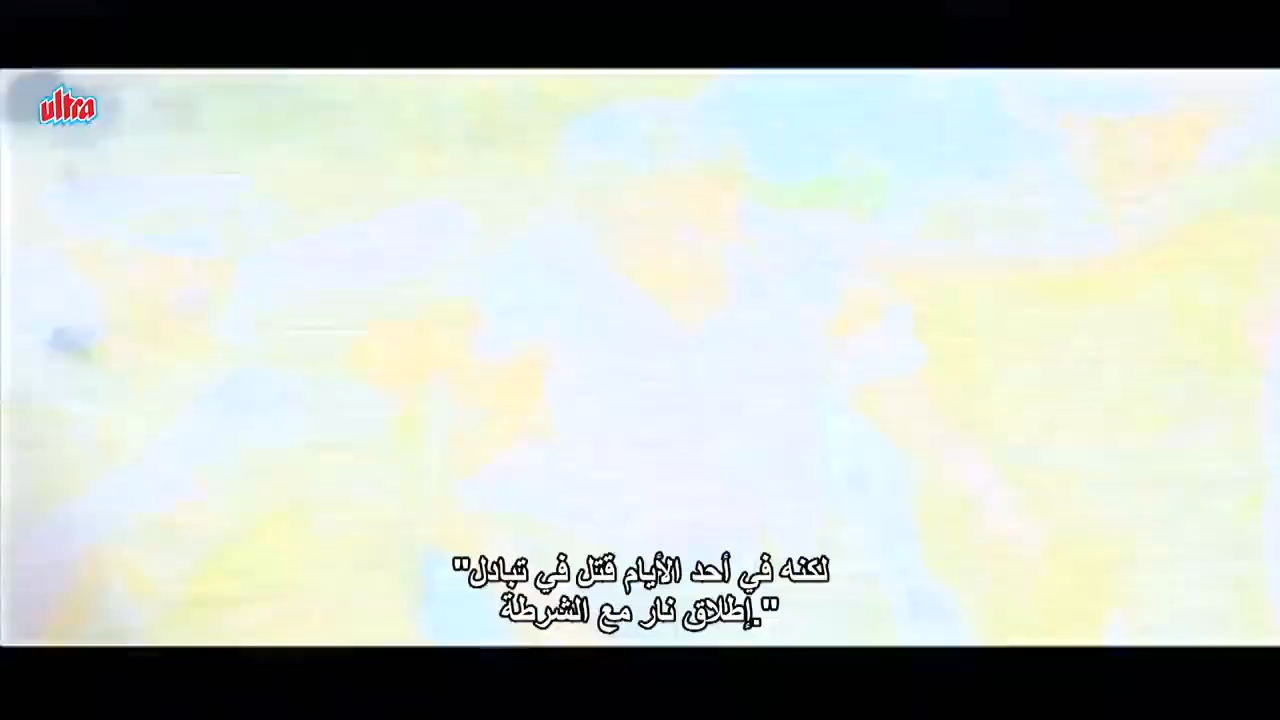 ultra
"لكنه في أحد الأيام قتل في تبادل
إطلاق نار مع الشرطة."